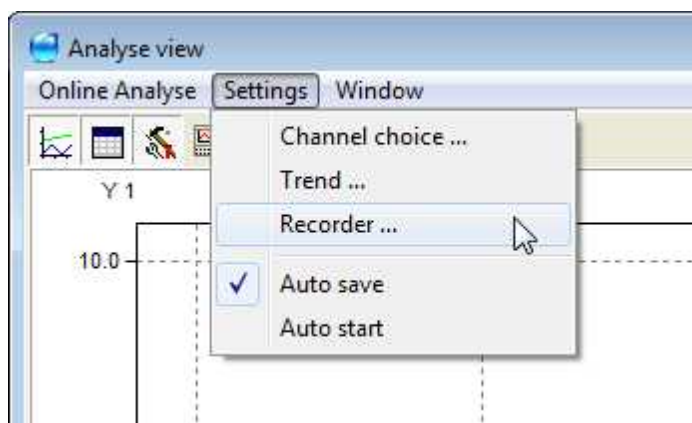 Analyse view
Online Analyse Settings Window
Channel choice ...
Trend ...
Recorder ...
Auto save
Auto start
Y 1
10.0